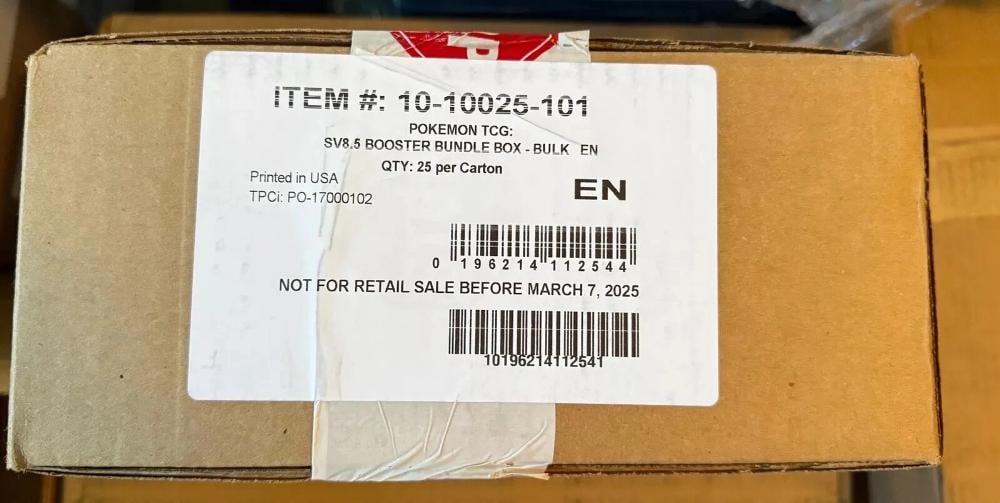 P
ITEM #: 10-10025-101
POKEMON TCG:
SV8.5 BOOSTER BUNDLE BOX - BULK EN
QTY: 25 per Carton
Printed in USA
TPCi: PO-17000102
EN
0 196214 112544
NOT FOR RETAIL SALE BEFORE MARCH 7, 2025
10196214112541